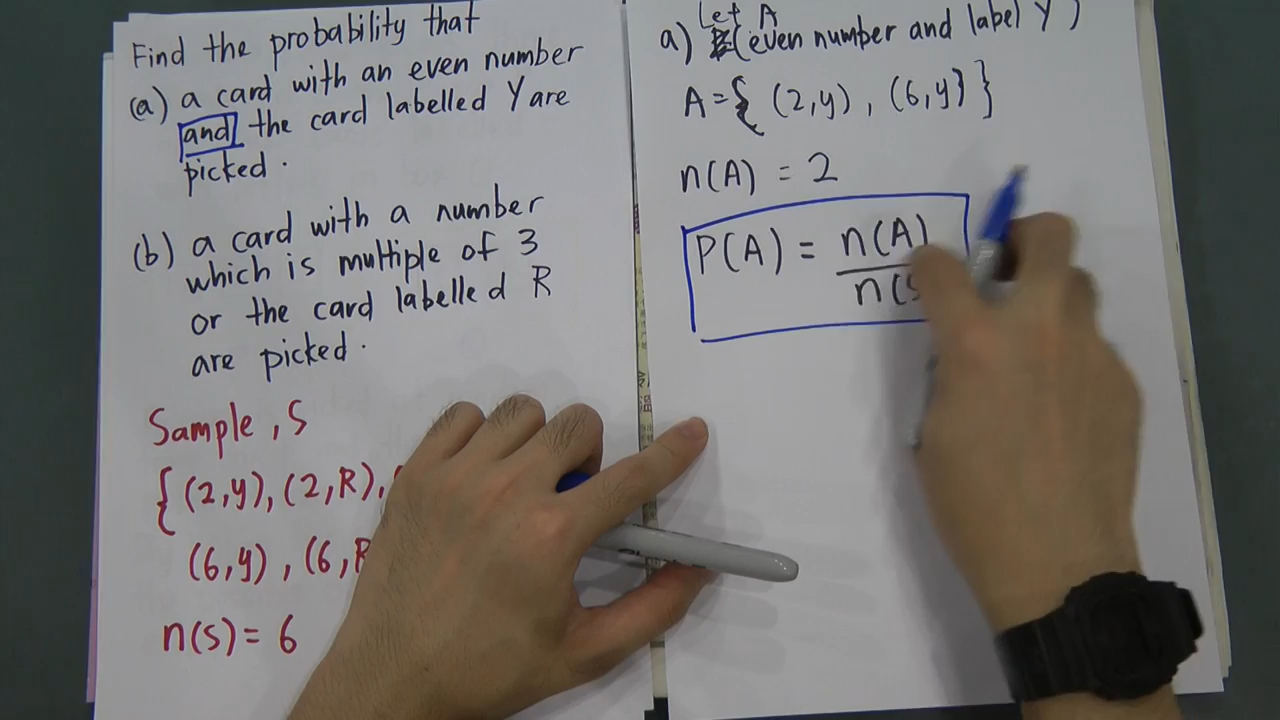 Find the probability that
(a) a card with an even number
and the card labelled Y are
picked.
(b) a card with a number
which is multiple of 3
or the card labelled R
are picked.
Sample, S
{(2,y), (2,R),
(6,y), (6,R
n(s) = 6
a) Let A
(even number and label Y)
A = { (2,y), (6,y) }
n(A) = 2
P(A) = n(A)
n(s